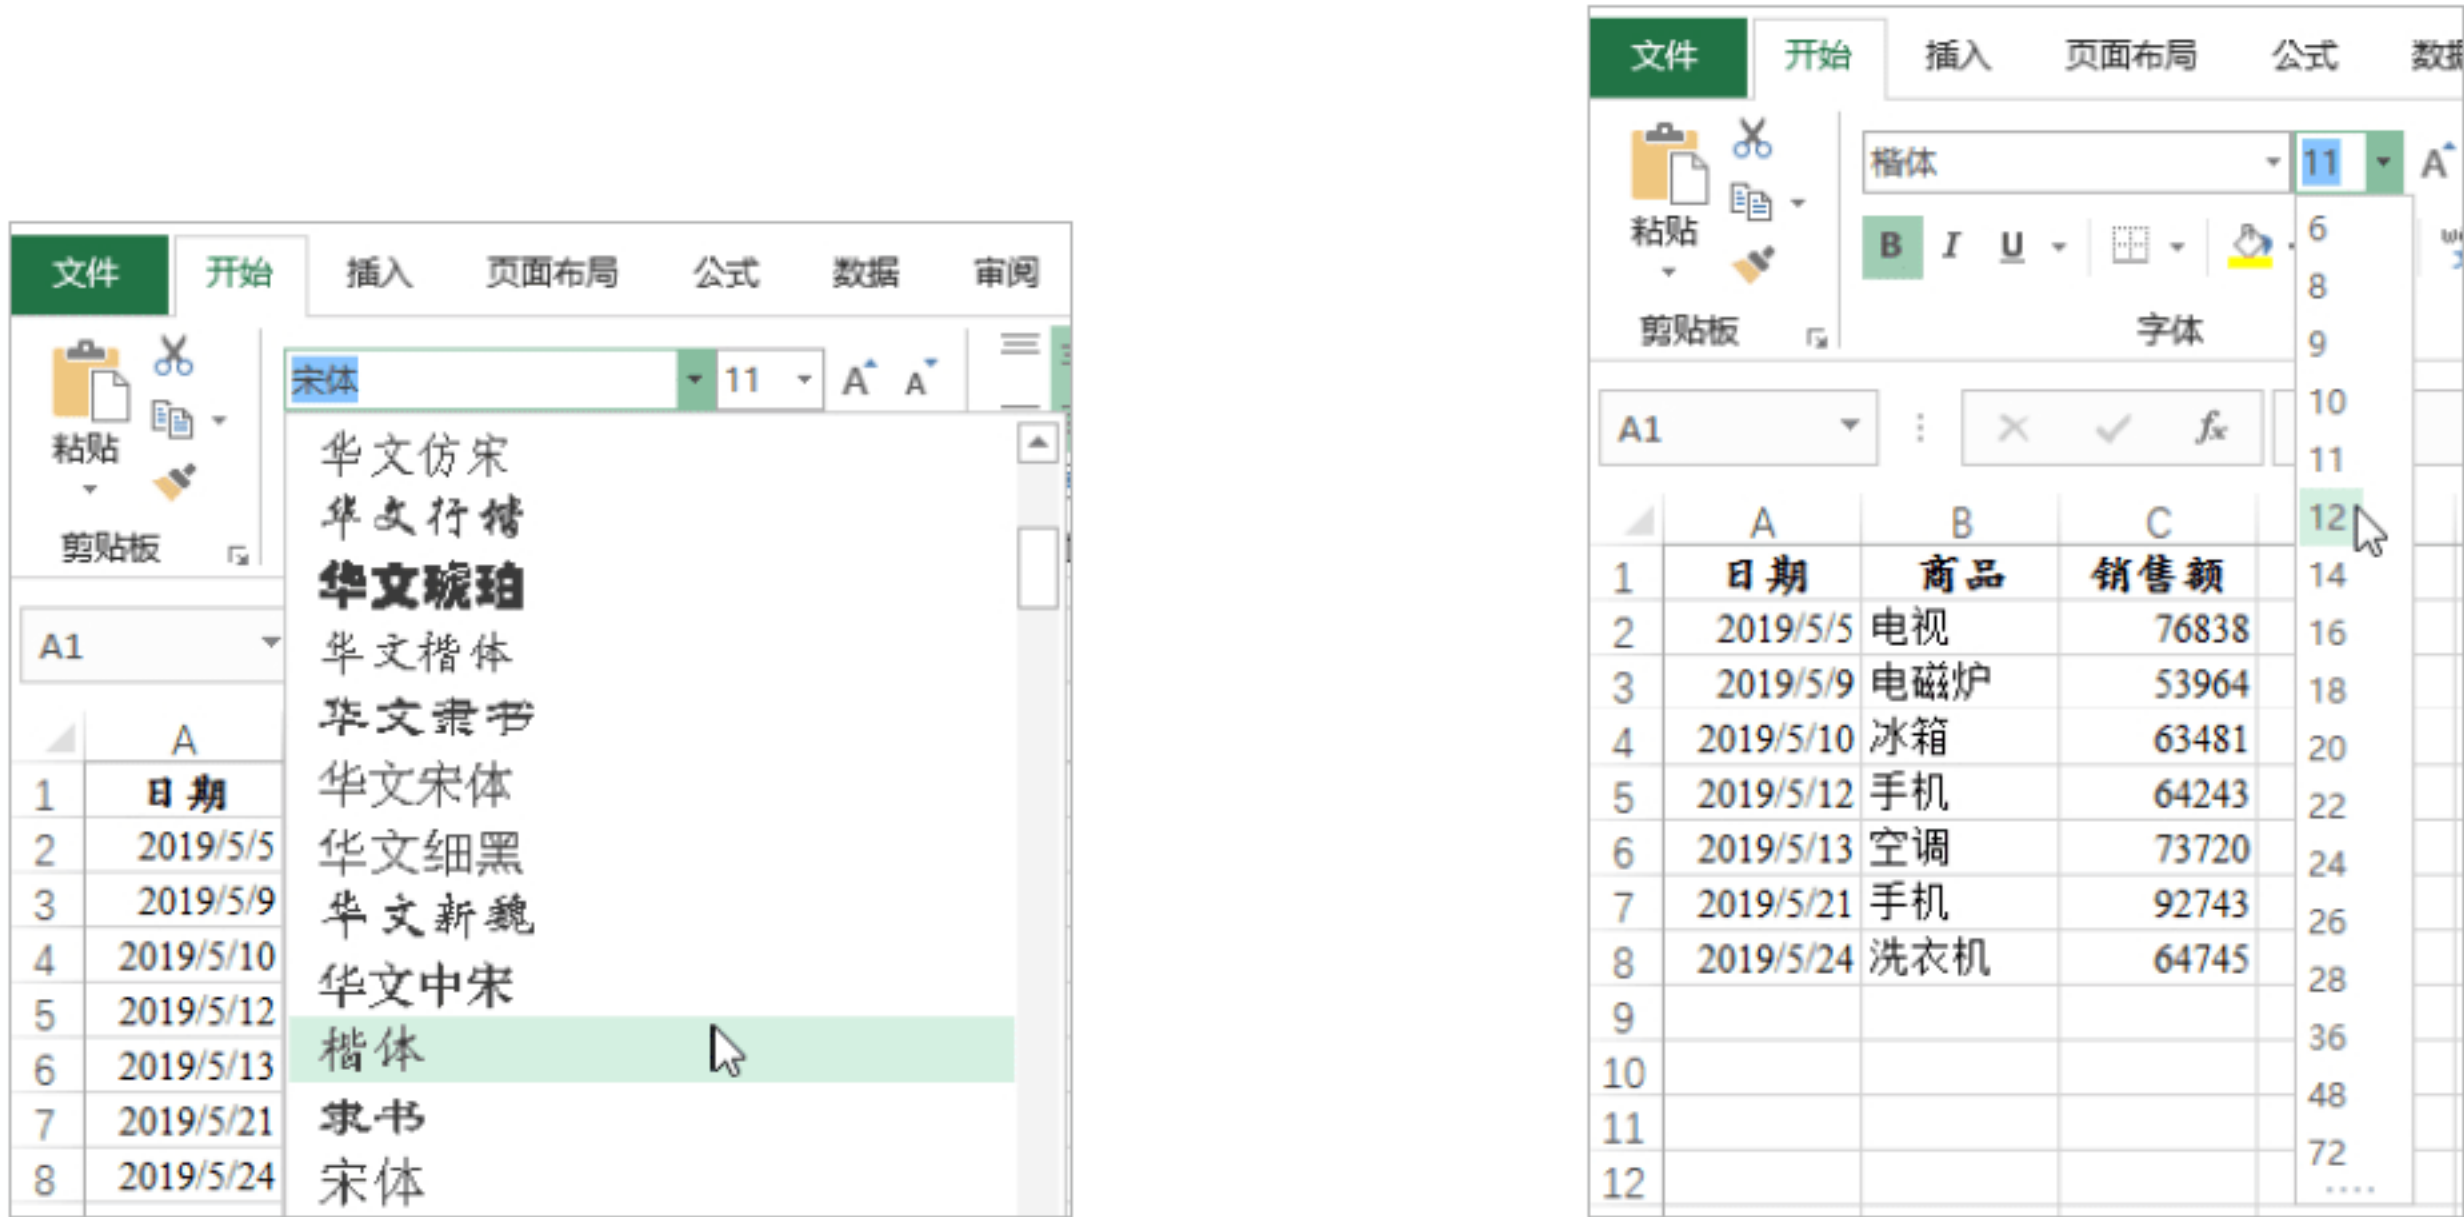 文件 开始 插入 页面布局 公式 数据 审阅
宋体 11 A A
粘贴
剪贴板
华文仿宋
华文行楷
华文琥珀
华文楷体
华文隶书
华文宋体
华文细黑
华文新魏
华文中宋
楷体
隶书
宋体
A1
A
1 日期
2 2019/5/5
3 2019/5/9
4 2019/5/10
5 2019/5/12
6 2019/5/13
7 2019/5/21
8 2019/5/24
文件 开始 插入 页面布局 公式 数据
楷体 11 A
粘贴
B I U
剪贴板 字体
6
8
9
10
11
12
14
16
18
20
22
24
26
28
36
48
72
A1 fx
A B C
1 日期 商品 销售额
2 2019/5/5 电视 76838
3 2019/5/9 电磁炉 53964
4 2019/5/10 冰箱 63481
5 2019/5/12 手机 64243
6 2019/5/13 空调 73720
7 2019/5/21 手机 92743
8 2019/5/24 洗衣机 64745
9
10
11
12